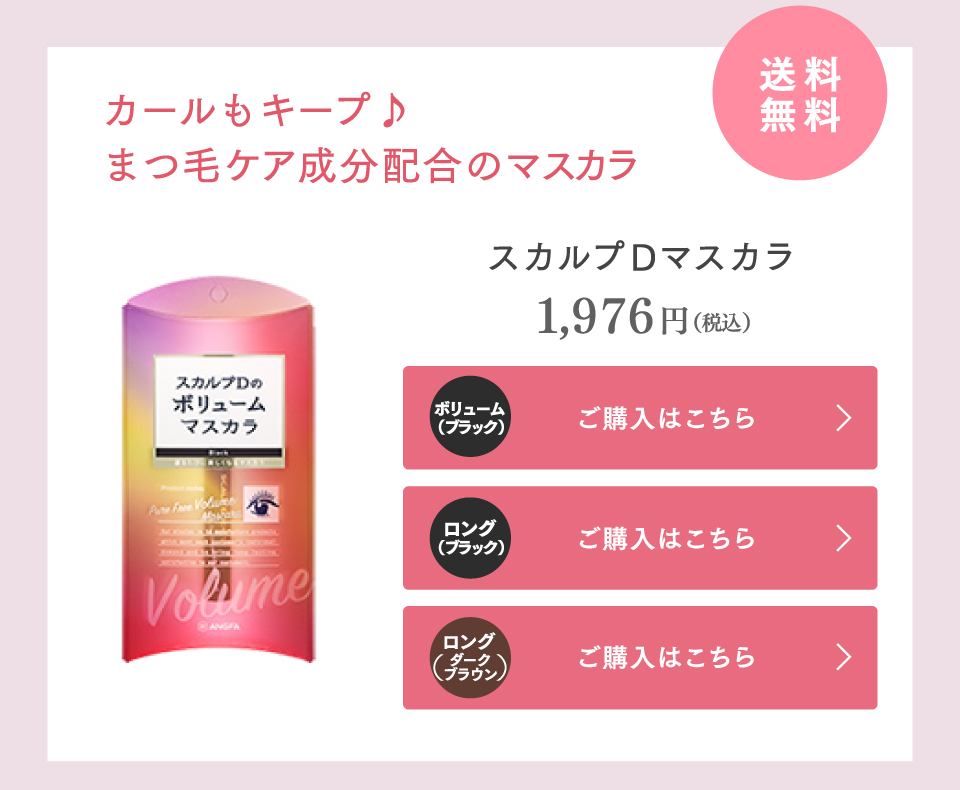 送料
無料
カールもキープ♪
まつ毛ケア成分配合のマスカラ
スカルプDマスカラ
1,976円(税込)
スカルプDの
ボリューム
マスカラ
Black
Pure Free Volume
Mascara
Volume
ANGFA
ボリューム
(ブラック)
ご購入はこちら
ロング
(ブラック)
ご購入はこちら
ロング
(ダーク
ブラウン)
ご購入はこちら